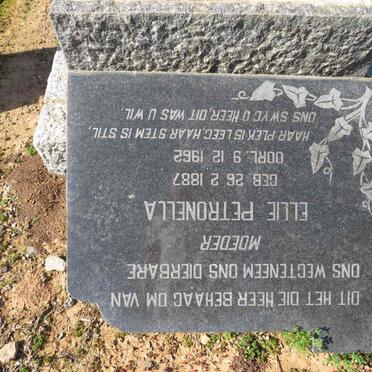 DIT HET DIE HEER BEHAAG OM VAN
ONS WEGTENEEM ONS DIERBARE
MOEDER
ELLIE PETRONELLA
GEB 26 2 1887
OORL. 9 12 1962
HAAR PLEK IS LEEG, HAAR STEM IS STIL,
ONS SWYG O HEER, DIT WAS U WIL.